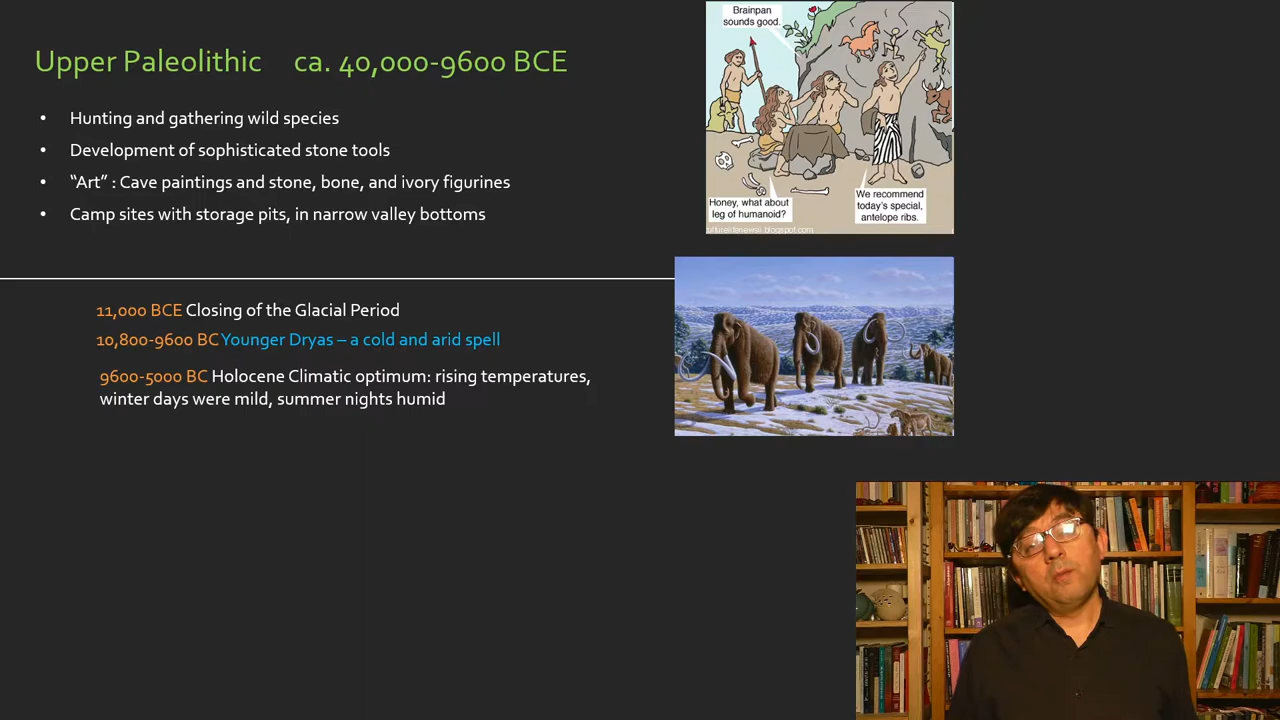 Upper Paleolithic ca. 40,000-9600 BCE
• Hunting and gathering wild species
• Development of sophisticated stone tools
• “Art” : Cave paintings and stone, bone, and ivory figurines
• Camp sites with storage pits, in narrow valley bottoms
Brainpan
sounds good.
Honey, what about
leg of humanoid?
We recommend
today's special,
antelope ribs.
11,000 BCE Closing of the Glacial Period
10,800-9600 BC Younger Dryas – a cold and arid spell
9600-5000 BC Holocene Climatic optimum: rising temperatures,
winter days were mild, summer nights humid